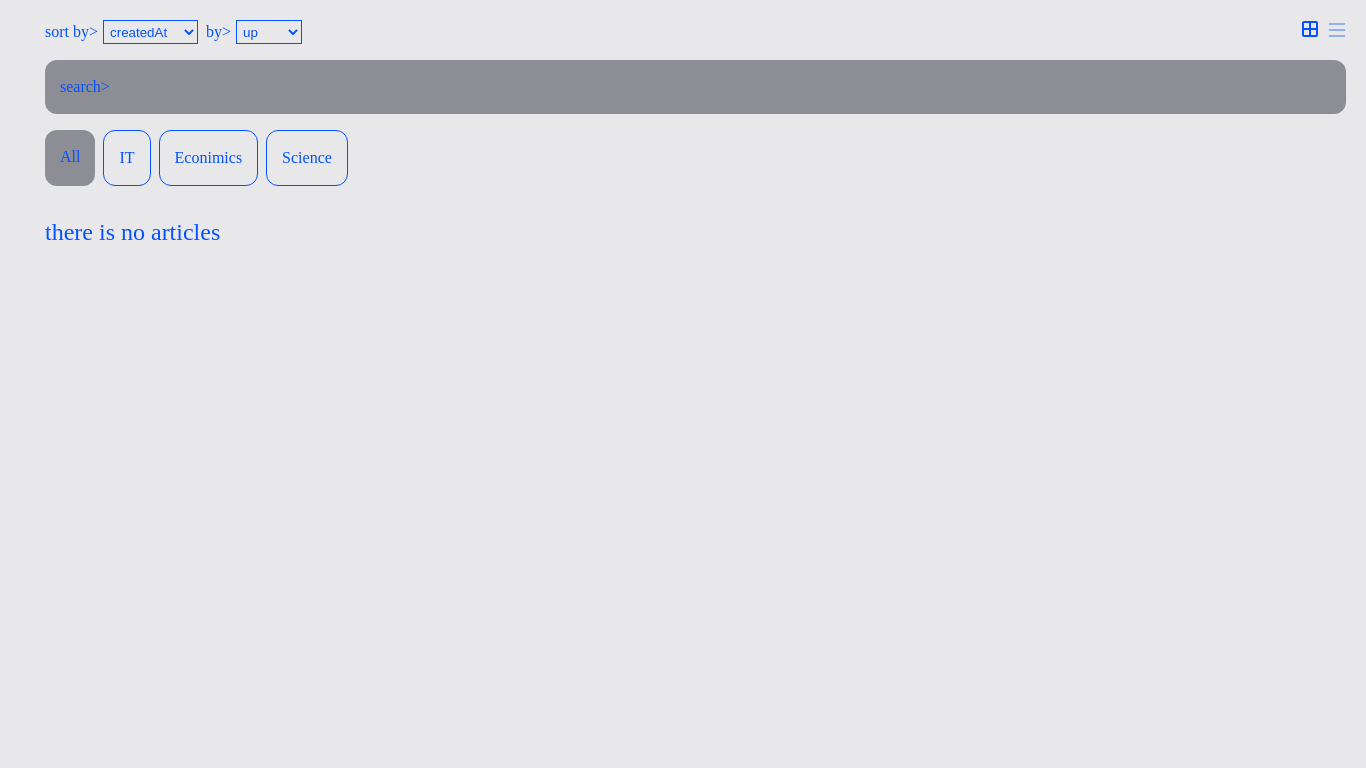 sort by> createdAt by> up
search>
All IT Econimics Science
there is no articles